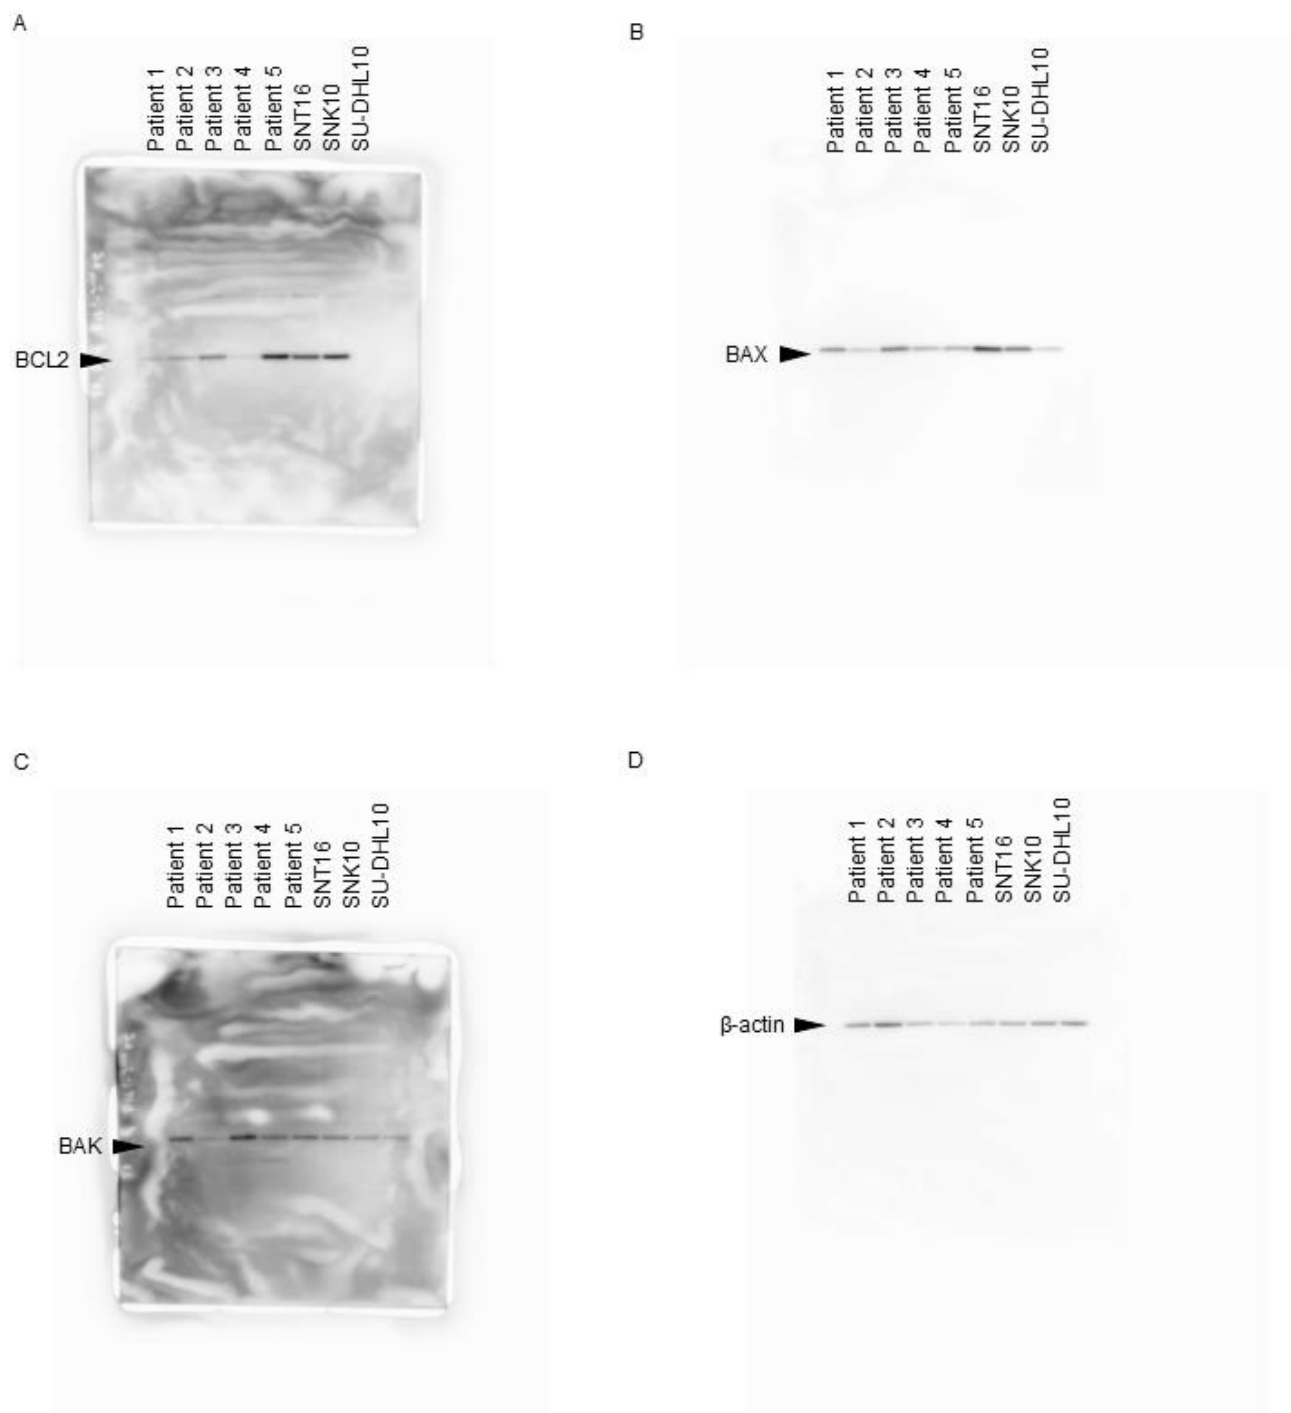 A
Patient 1
Patient 2
Patient 3
Patient 4
Patient 5
SNT16
SNK10
SU-DHL10
BCL2
B
Patient 1
Patient 2
Patient 3
Patient 4
Patient 5
SNT16
SNK10
SU-DHL10
BAX
C
Patient 1
Patient 2
Patient 3
Patient 4
Patient 5
SNT16
SNK10
SU-DHL10
BAK
D
Patient 1
Patient 2
Patient 3
Patient 4
Patient 5
SNT16
SNK10
SU-DHL10
β-actin